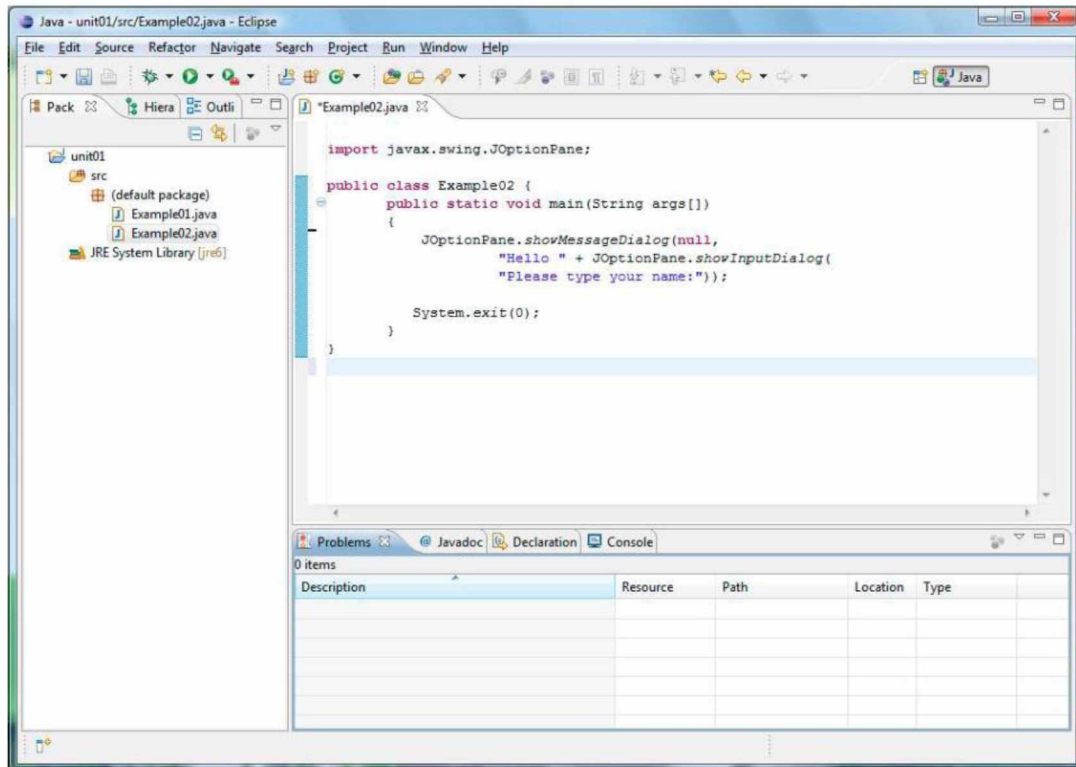 Java - unit01/src/Example02.java - Eclipse
File Edit Source Refactor Navigate Search Project Run Window Help
Java
Pack Hiera Outli
*Example02.java
unit01
src
(default package)
Example01.java
Example02.java
JRE System Library [jre6]
import javax.swing.JOptionPane;
public class Example02 {
public static void main(String args[])
{
JOptionPane.showMessageDialog(null,
"Hello " + JOptionPane.showInputDialog(
"Please type your name:"));
System.exit(0);
}
}
Problems @ Javadoc Declaration Console
0 items
Description Resource Path Location Type